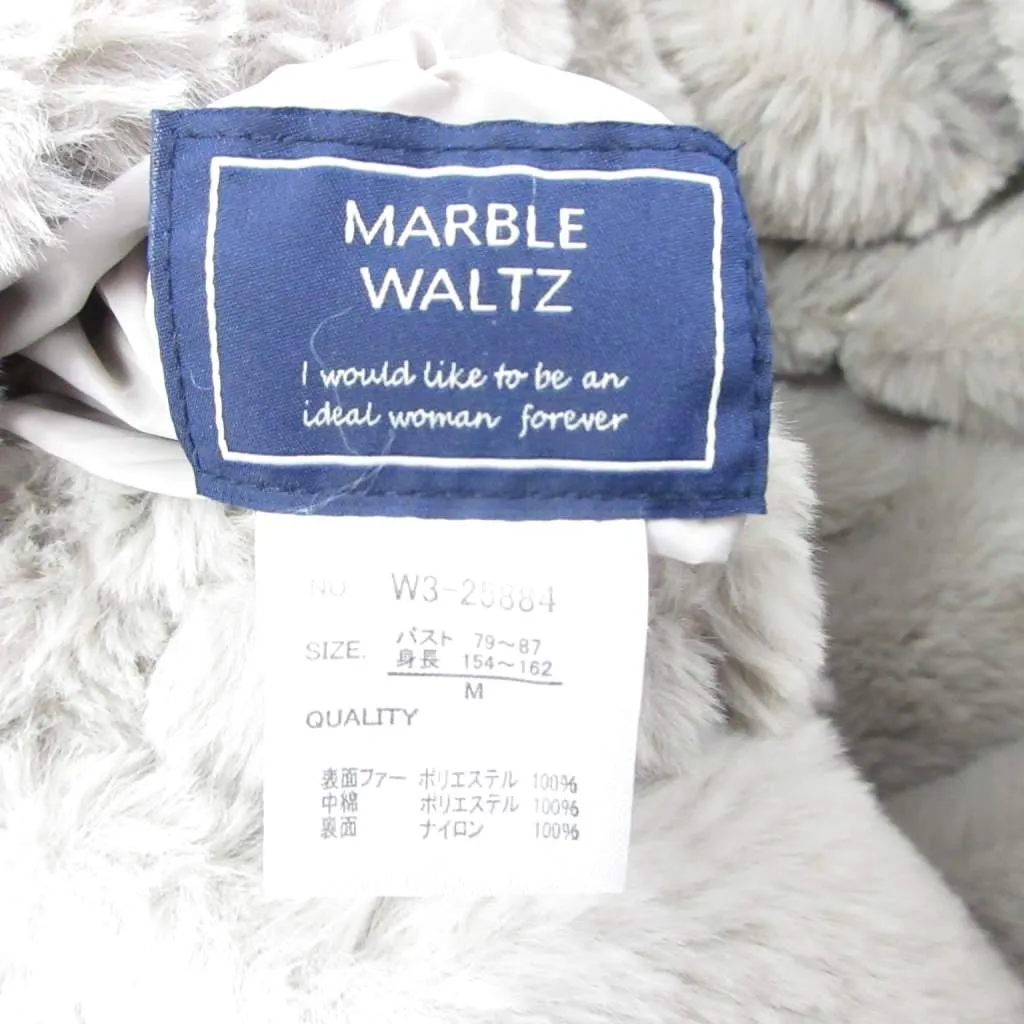 MARBLE
WALTZ
I would like to be an
ideal woman forever
NO W3-25884
SIZE. バスト 79～87
身長 154～162
M
QUALITY
表面ファー ポリエステル 100%
中綿 ポリエステル 100%
裏面 ナイロン 100%